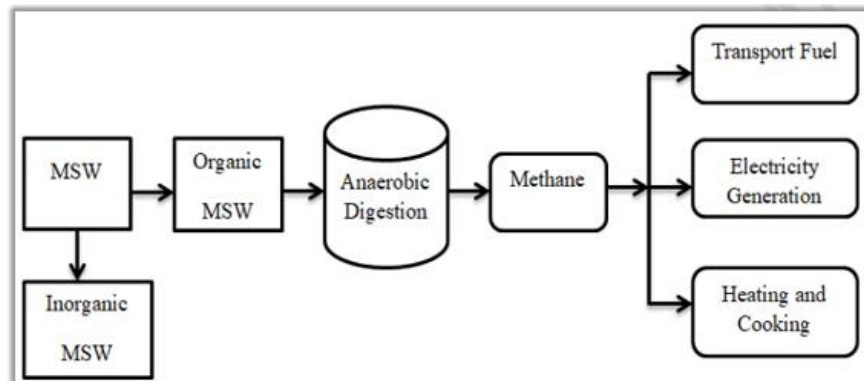 MSW
Organic
MSW
Inorganic
MSW
Anaerobic
Digestion
Methane
Transport Fuel
Electricity
Generation
Heating and
Cooking